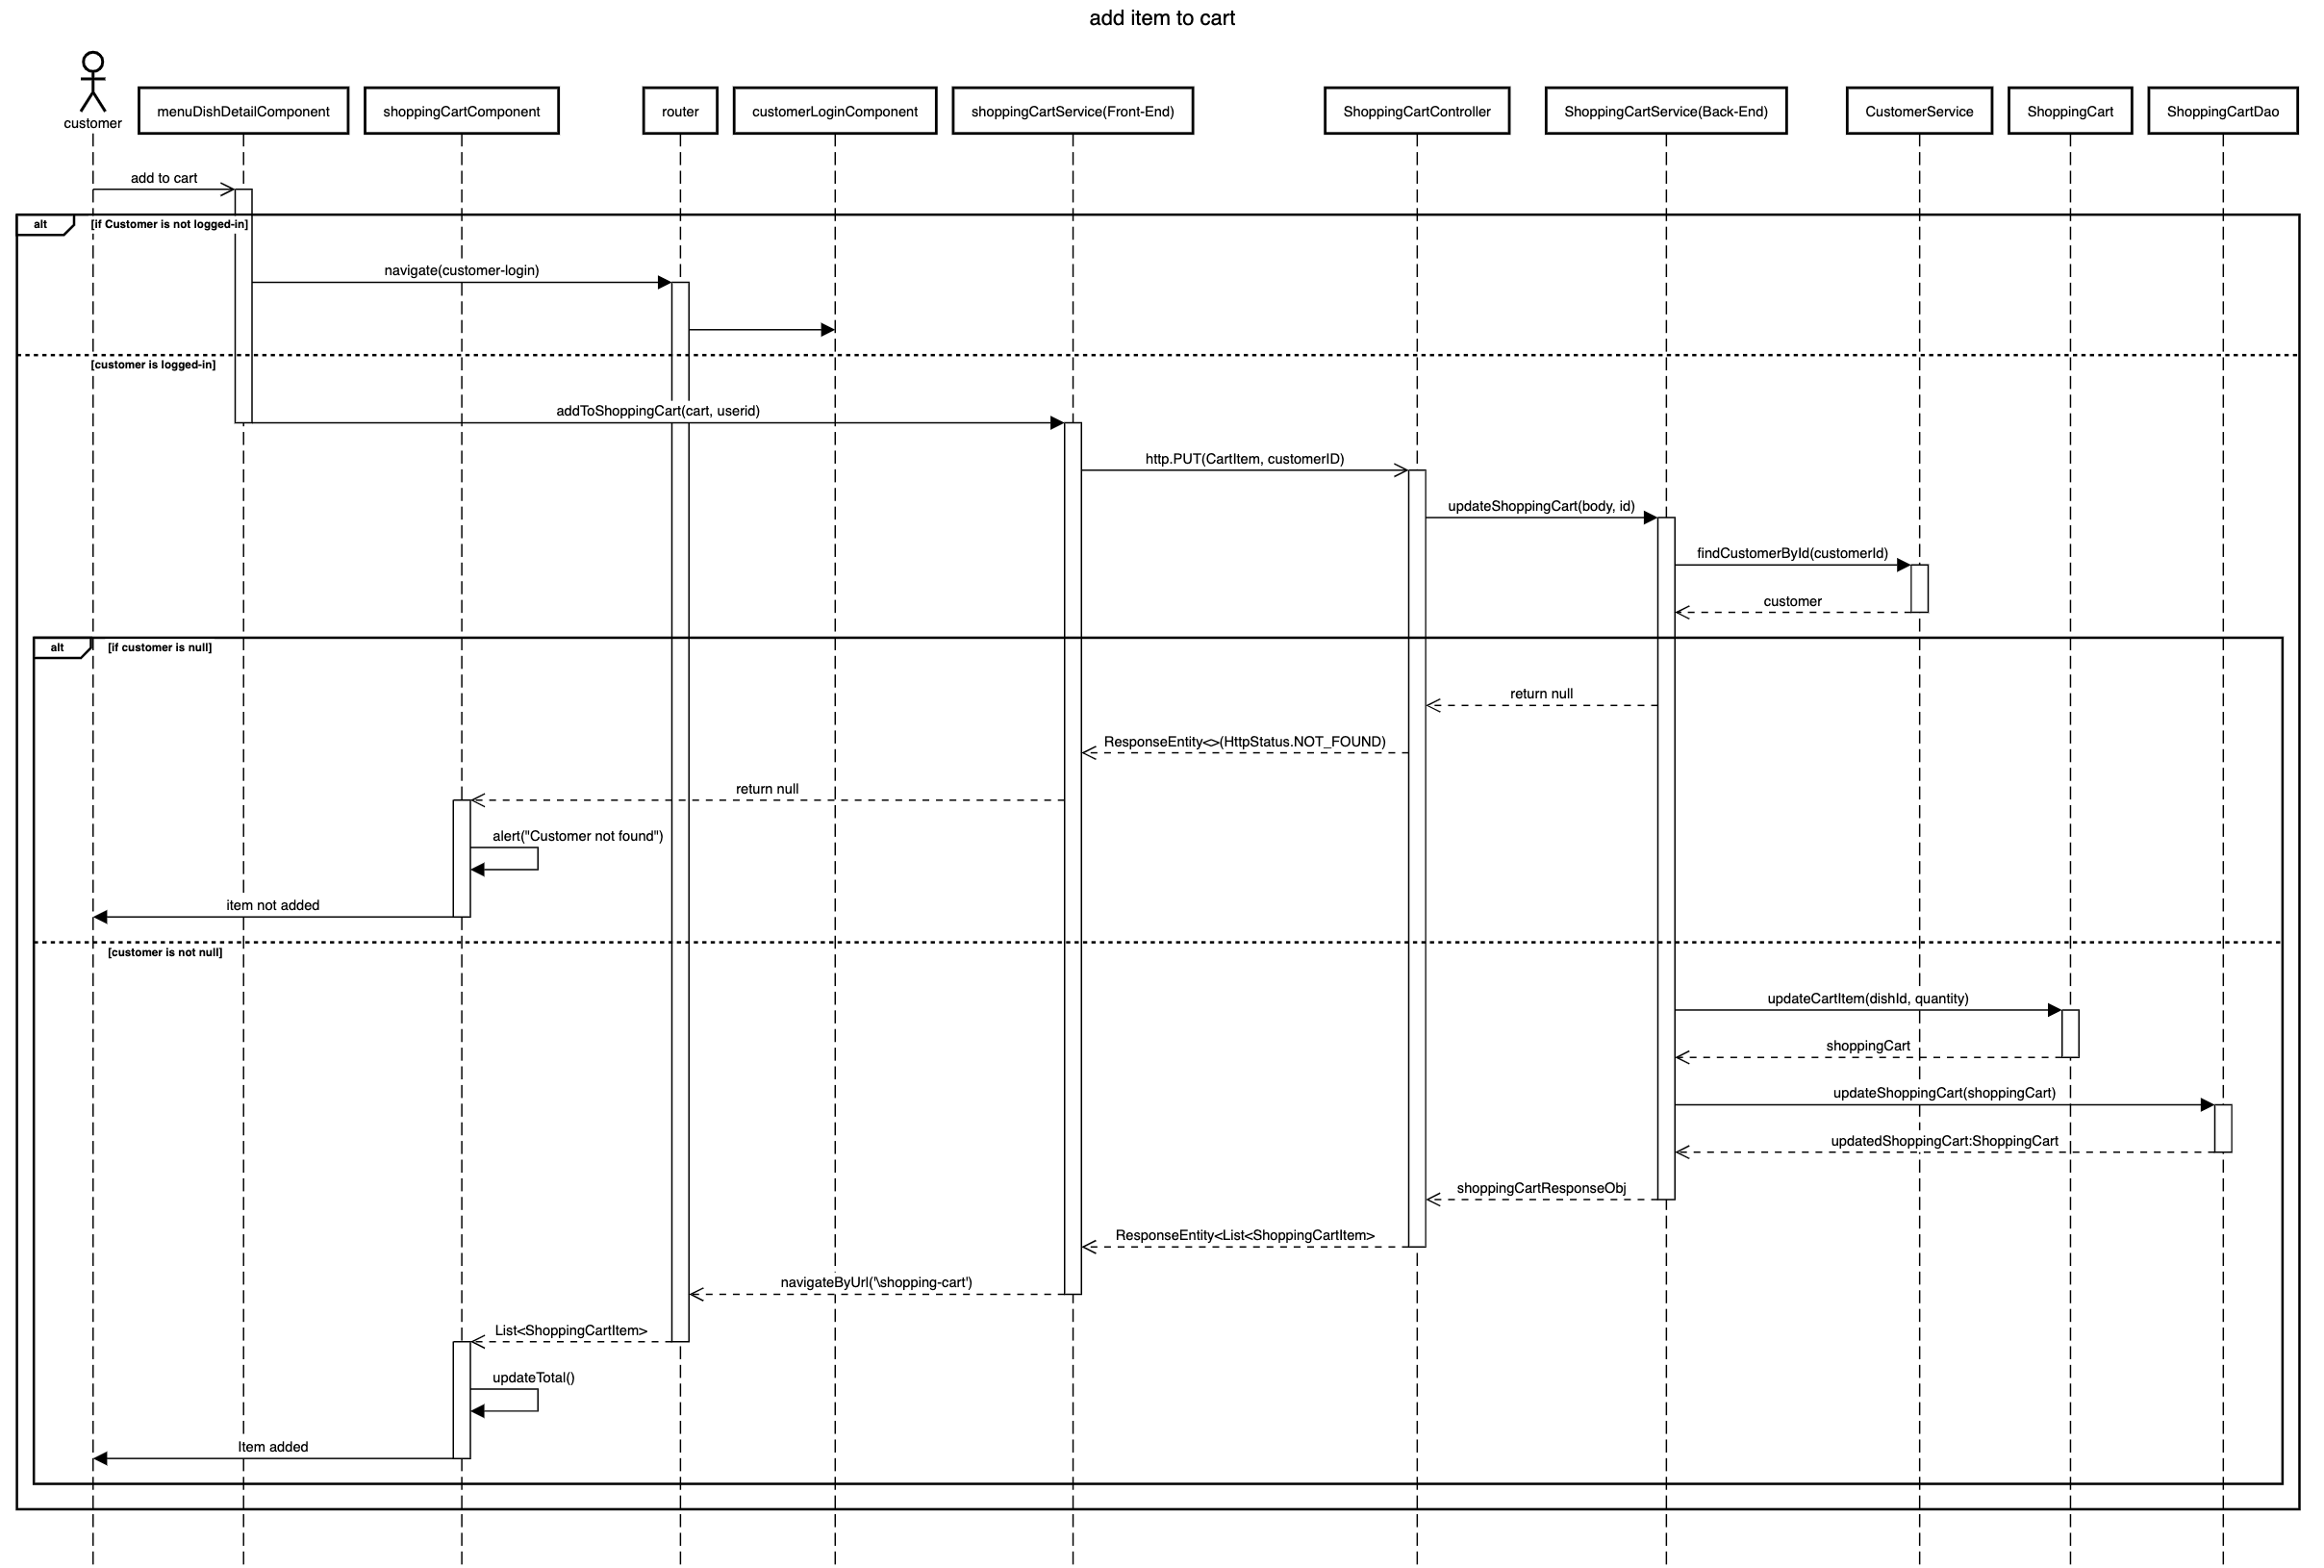 add item to cart
customer
menuDishDetailComponent
shoppingCartComponent
router
customerLoginComponent
shoppingCartService(Front-End)
ShoppingCartController
ShoppingCartService(Back-End)
CustomerService
ShoppingCart
ShoppingCartDao
add to cart
alt
[if Customer is not logged-in]
navigate(customer-login)
[customer is logged-in]
addToShoppingCart(cart, userid)
http.PUT(CartItem, customerID)
updateShoppingCart(body, id)
findCustomerById(customerId)
customer
alt
[if customer is null]
return null
ResponseEntity<>(HttpStatus.NOT_FOUND)
return null
alert("Customer not found")
item not added
[customer is not null]
updateCartItem(dishId, quantity)
shoppingCart
updateShoppingCart(shoppingCart)
updatedShoppingCart:ShoppingCart
shoppingCartResponseObj
ResponseEntity<List<ShoppingCartItem>
navigateByUrl('\shopping-cart')
List<ShoppingCartItem>
updateTotal()
Item added